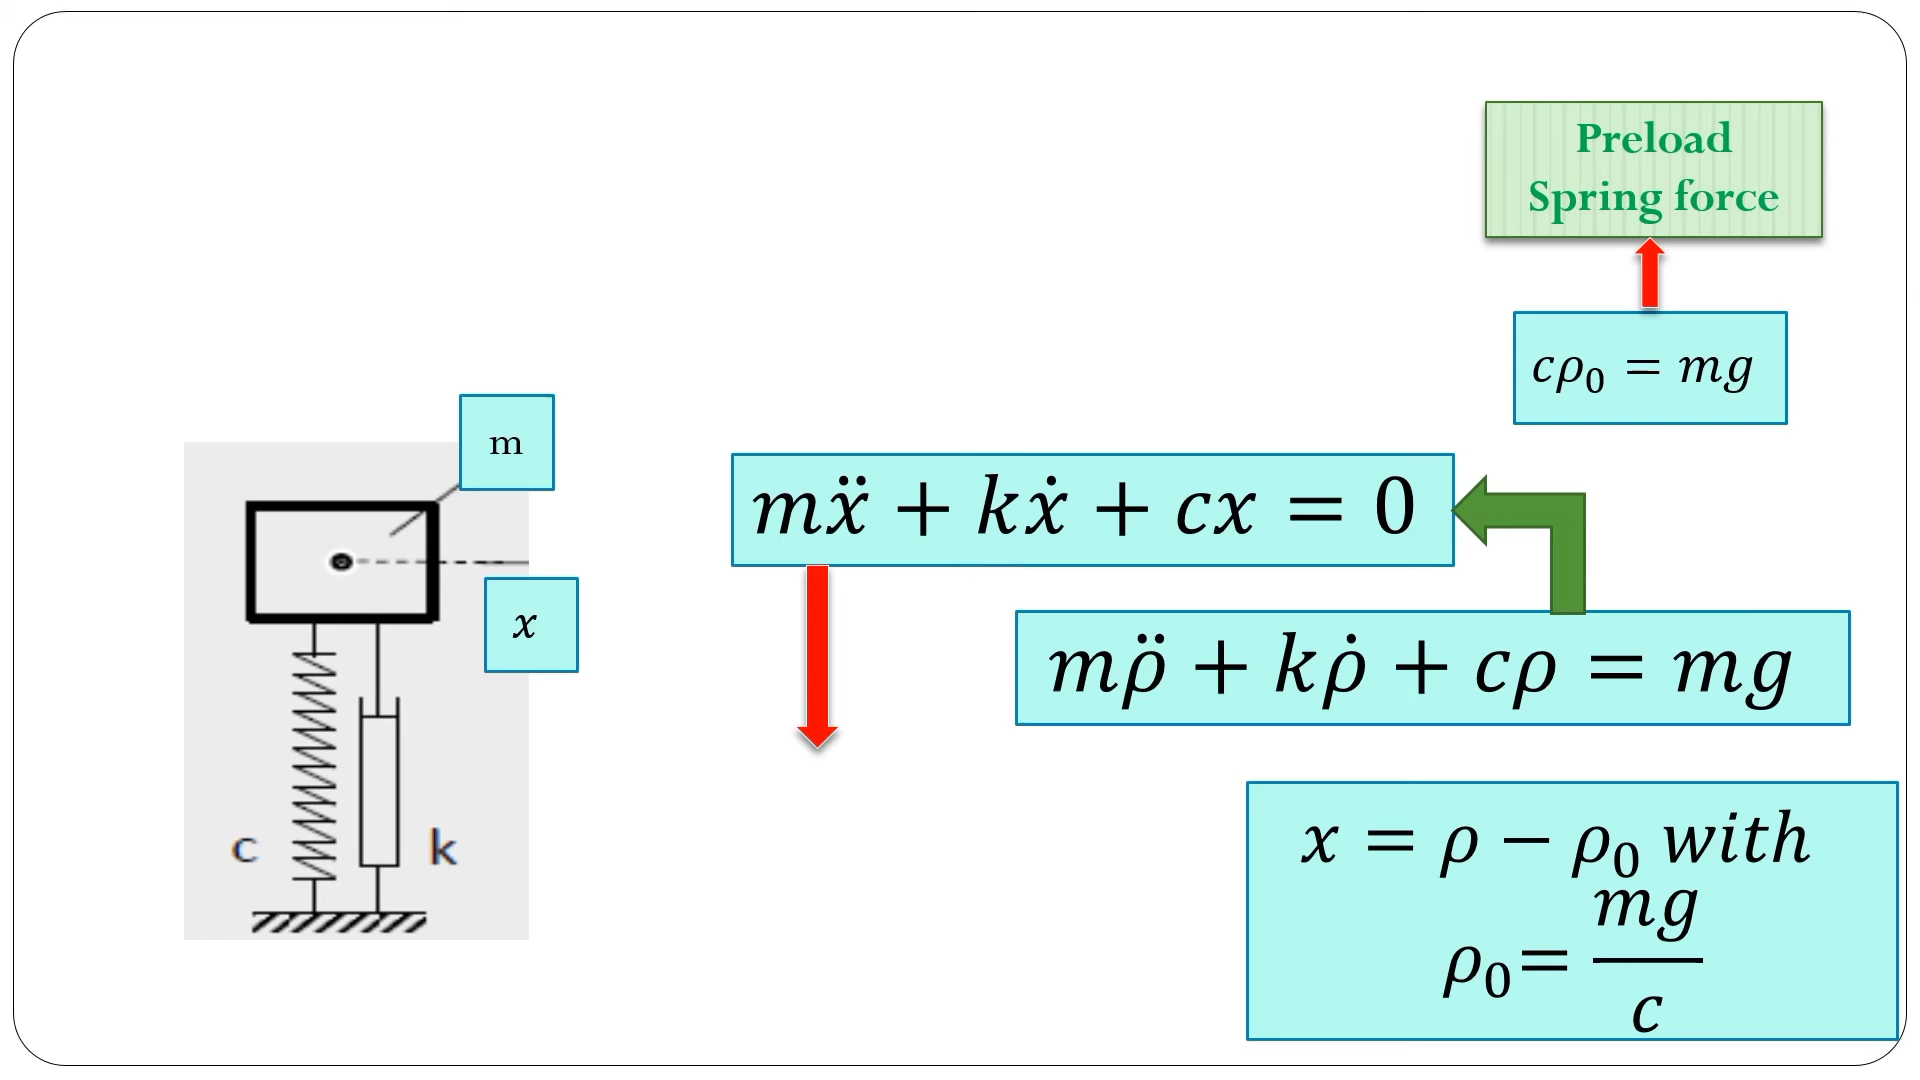 Preload
Spring force
cρ₀ = mg
m
mẍ + kẋ + cx = 0
x
mρ̈ + kρ̇ + cρ = mg
c
k
x = ρ − ρ₀ with
ρ₀= mg/c